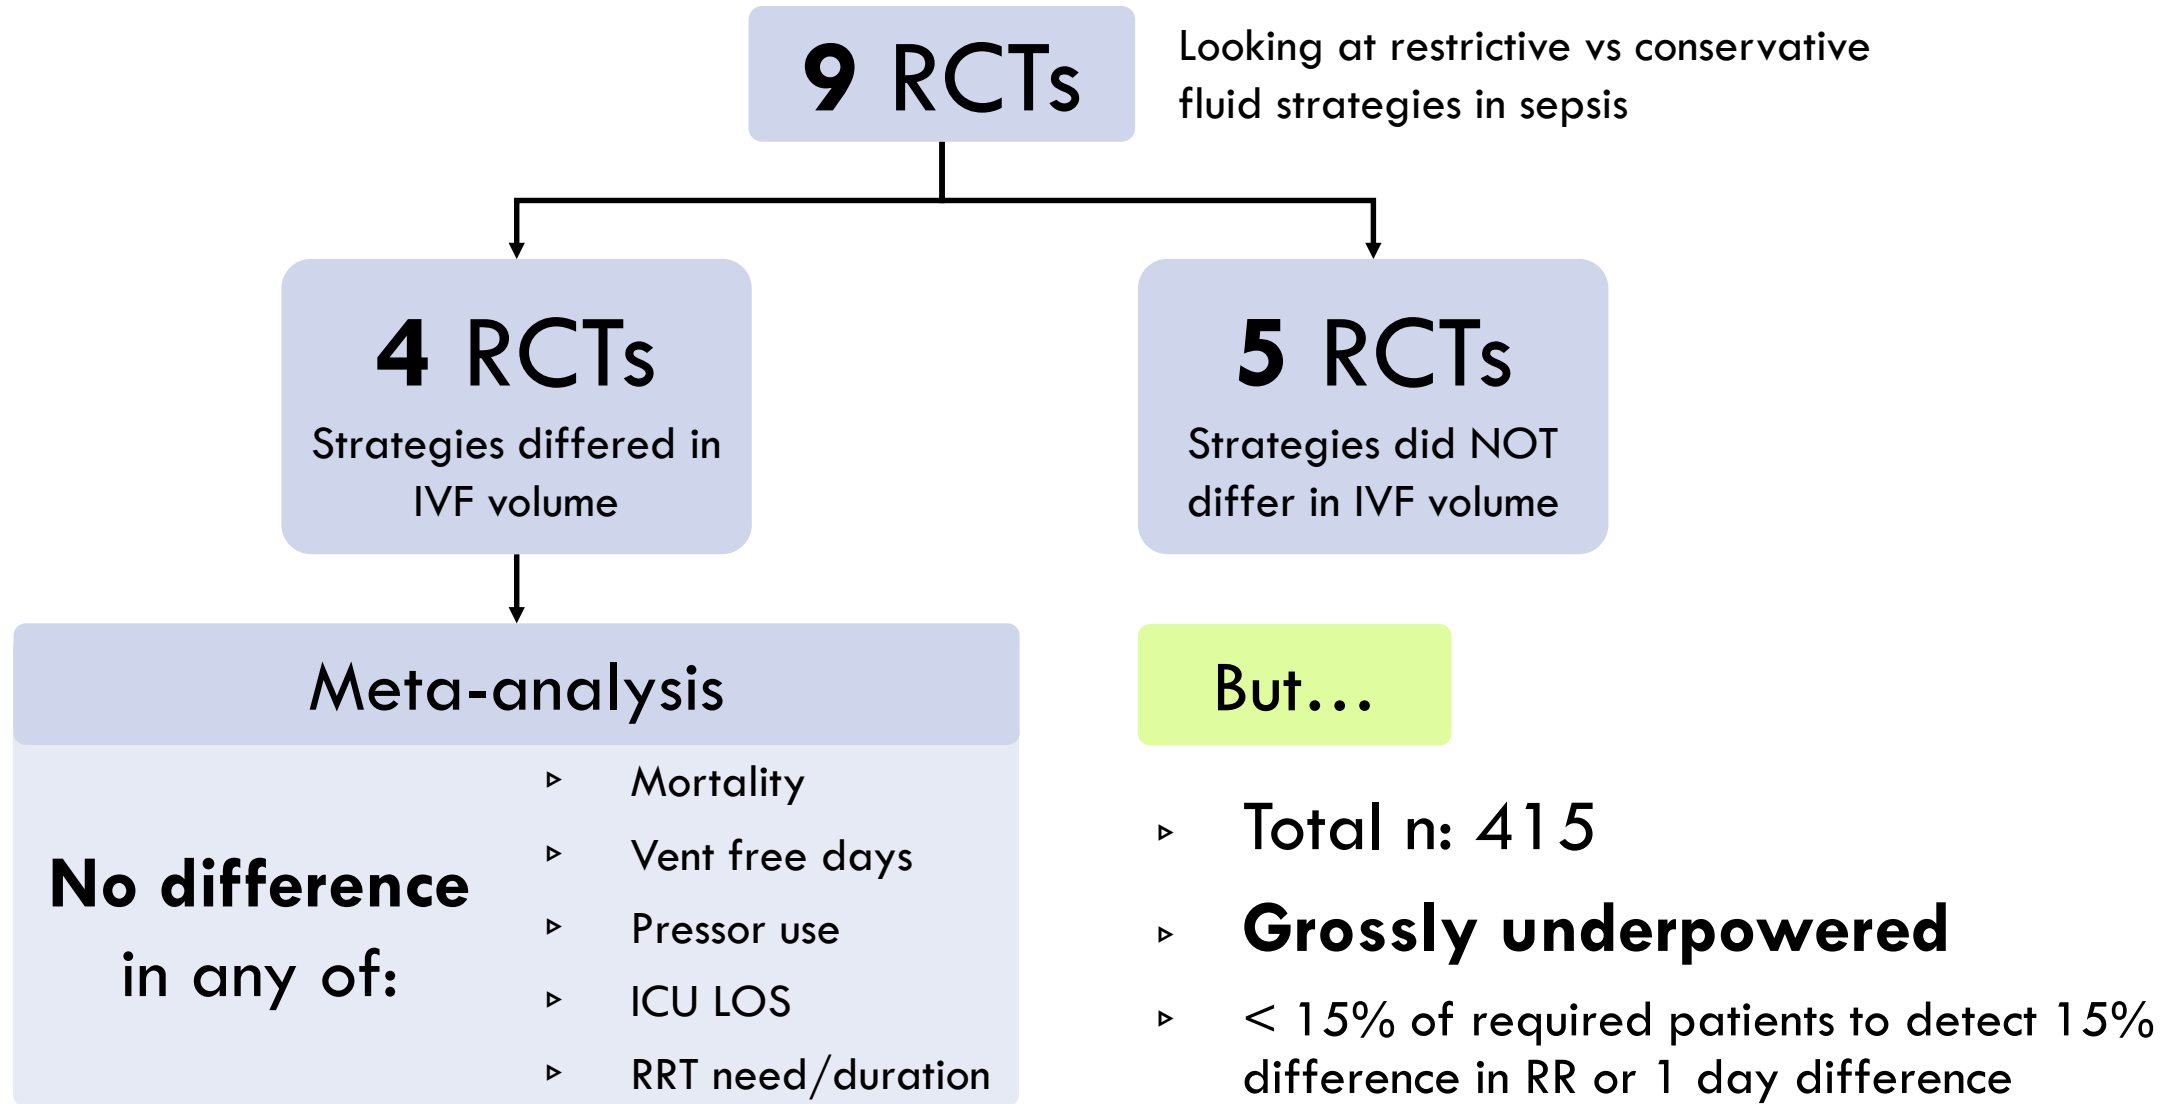 9 RCTs
Looking at restrictive vs conservative
fluid strategies in sepsis
4 RCTs
Strategies differed in
IVF volume
5 RCTs
Strategies did NOT
differ in IVF volume
Meta-analysis
No difference
in any of:
▹ Mortality
▹ Vent free days
▹ Pressor use
▹ ICU LOS
▹ RRT need/duration
But...
▹ Total n: 415
▹ Grossly underpowered
▹ < 15% of required patients to detect 15%
difference in RR or 1 day difference